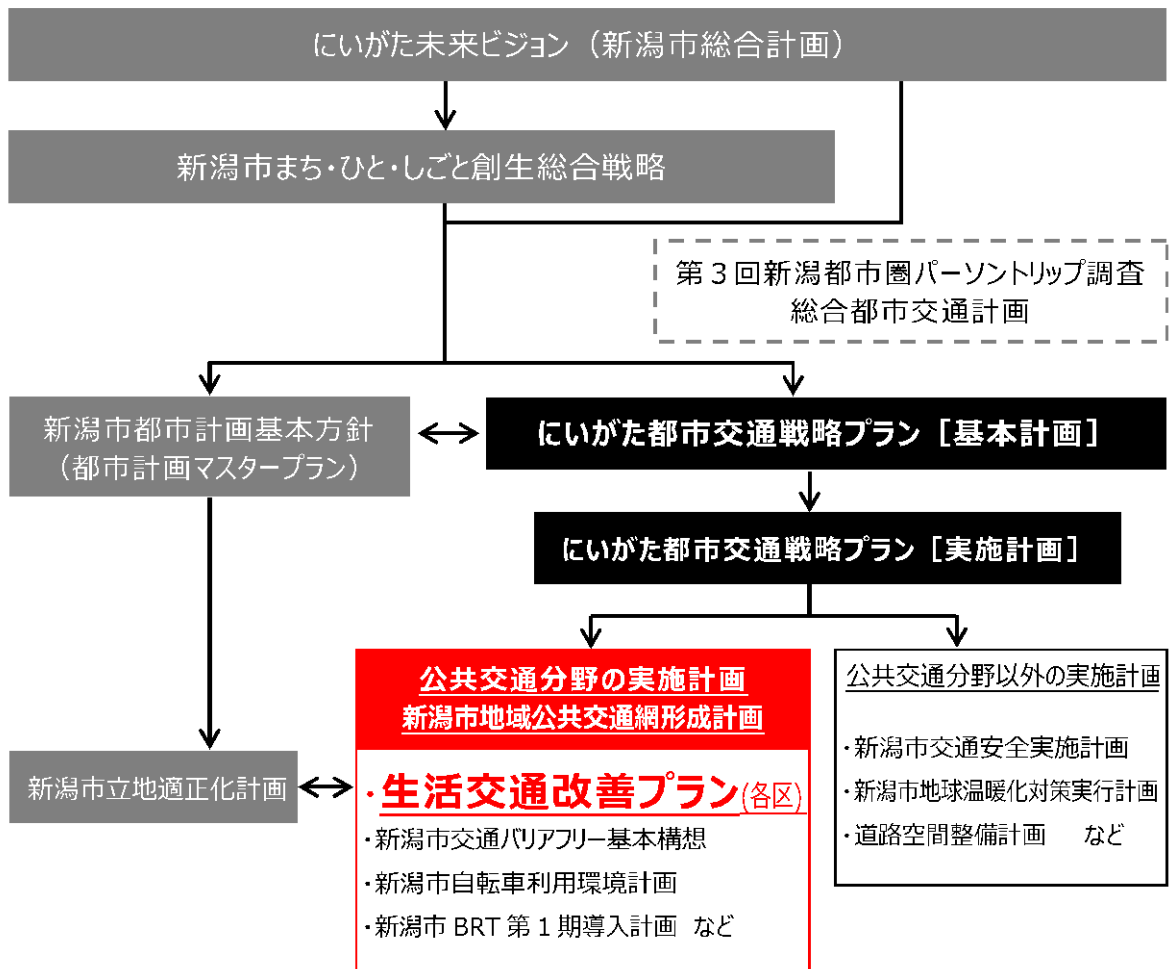 にいがた未来ビジョン（新潟市総合計画）
新潟市まち・ひと・しごと創生総合戦略
第３回新潟都市圏パーソントリップ調査
総合都市交通計画
新潟市都市計画基本方針
（都市計画マスタープラン）
にいがた都市交通戦略プラン［基本計画］
にいがた都市交通戦略プラン［実施計画］
公共交通分野の実施計画
新潟市地域公共交通網形成計画
・生活交通改善プラン(各区)
・新潟市交通バリアフリー基本構想
・新潟市自転車利用環境計画
・新潟市 BRT 第１期導入計画 など
公共交通分野以外の実施計画
・新潟市交通安全実施計画
・新潟市地球温暖化対策実行計画
・道路空間整備計画 など
新潟市立地適正化計画